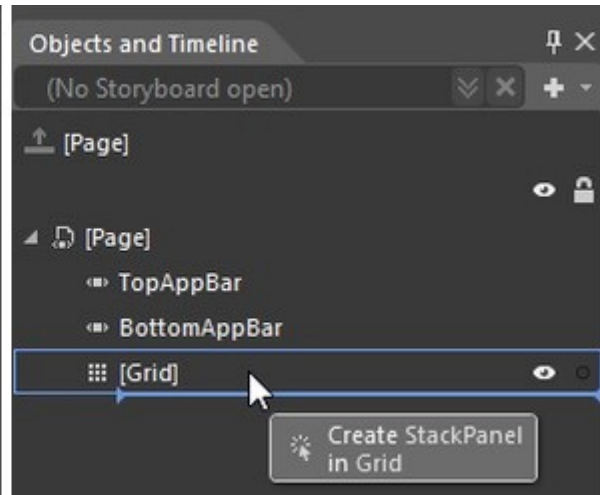 Objects and Timeline
(No Storyboard open)
[Page]
[Page]
TopAppBar
BottomAppBar
[Grid]
Create StackPanel
in Grid